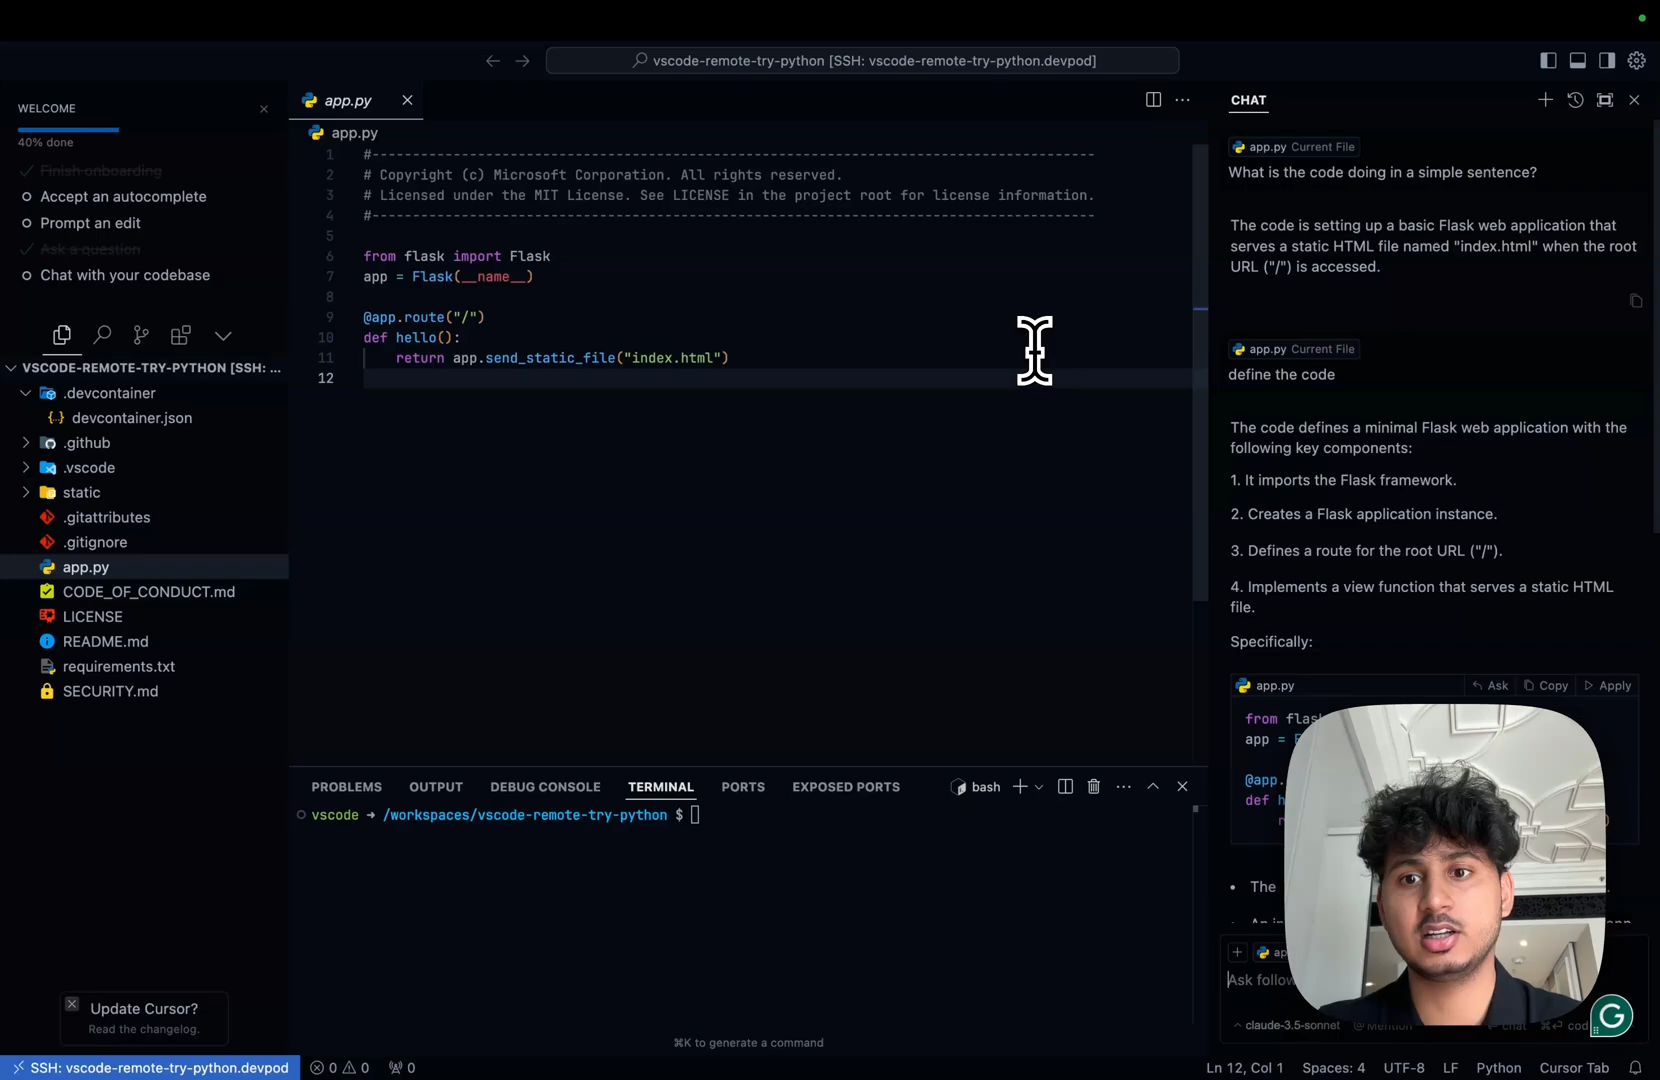 vscode-remote-try-python [SSH: vscode-remote-try-python.devpod]
WELCOME
40% done
Finish onboarding
Accept an autocomplete
Prompt an edit
Ask a question
Chat with your codebase
VSCODE-REMOTE-TRY-PYTHON [SSH: ...
.devcontainer
{..} devcontainer.json
.github
.vscode
static
.gitattributes
.gitignore
app.py
CODE_OF_CONDUCT.md
LICENSE
README.md
requirements.txt
SECURITY.md
Update Cursor?
Read the changelog.
app.py
app.py
1 #-----------------------------------------------------------------------------------------
2 # Copyright (c) Microsoft Corporation. All rights reserved.
3 # Licensed under the MIT License. See LICENSE in the project root for license information.
4 #-----------------------------------------------------------------------------------------
5
6 from flask import Flask
7 app = Flask(__name__)
8
9 @app.route("/")
10 def hello():
11 return app.send_static_file("index.html")
12
PROBLEMS OUTPUT DEBUG CONSOLE TERMINAL PORTS EXPOSED PORTS bash
vscode ➜ /workspaces/vscode-remote-try-python $
⌘K to generate a command
CHAT
app.py Current File
What is the code doing in a simple sentence?
The code is setting up a basic Flask web application that
serves a static HTML file named "index.html" when the root
URL ("/") is accessed.
app.py Current File
define the code
The code defines a minimal Flask web application with the
following key components:
1. It imports the Flask framework.
2. Creates a Flask application instance.
3. Defines a route for the root URL ("/").
4. Implements a view function that serves a static HTML
file.
Specifically:
app.py Ask Copy Apply
from flas
app =
@app.
def h
The
Ask follow
claude-3.5-sonnet @Mention chat
SSH: vscode-remote-try-python.devpod 0 0 0 Ln 12, Col 1 Spaces: 4 UTF-8 LF Python Cursor Tab